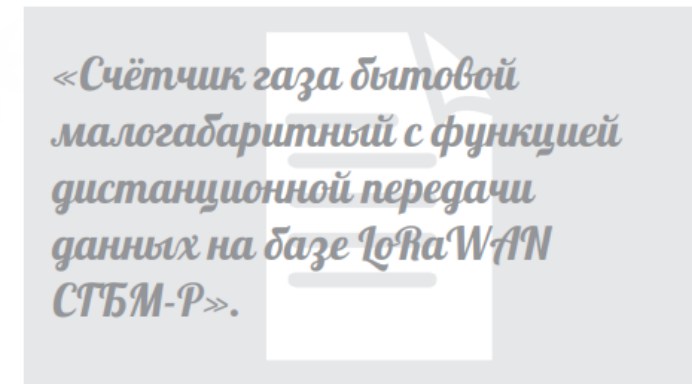 «Счётчик газа бытовой
малогабаритный с функцией
дистанционной передачи
данных на базе LoRaWAN
СГБМ-Р».